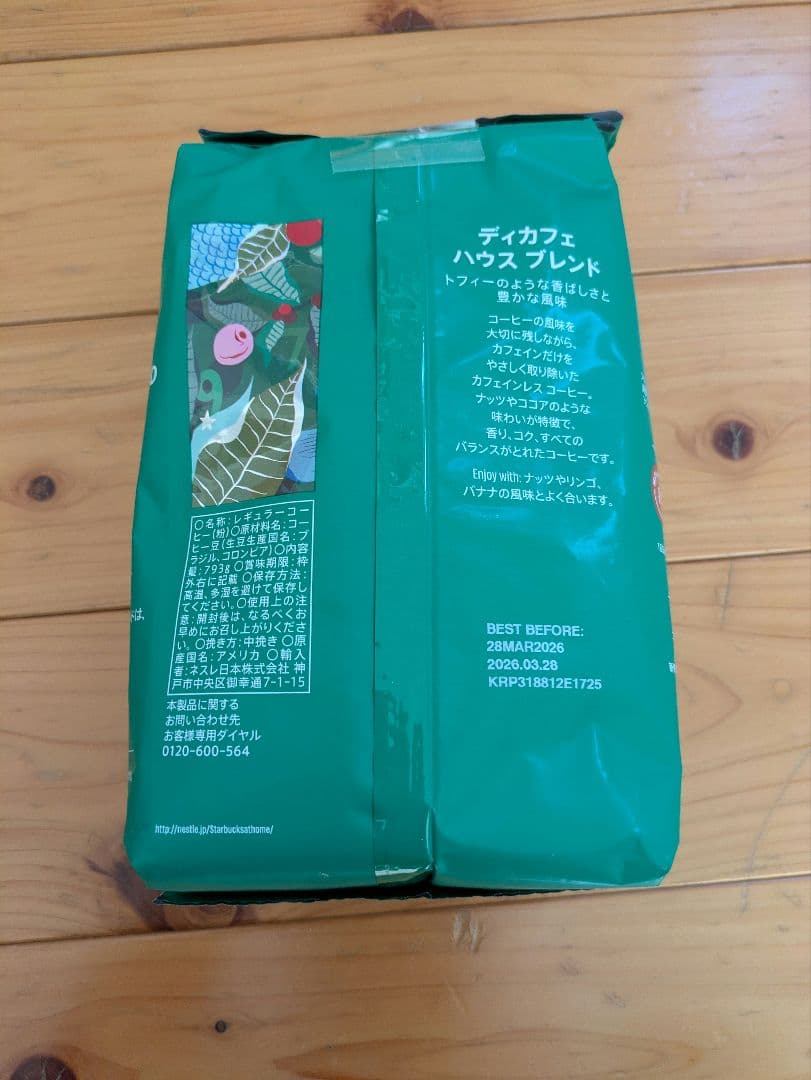 ディカフェ
ハウス ブレンド
トフィーのような香ばしさと
豊かな風味
コーヒーの風味を
大切に残しながら、
カフェインだけを
やさしく取り除いた
カフェインレス コーヒー。
ナッツやココアのような
味わいが特徴で、
香り、コク、すべての
バランスがとれたコーヒーです。
Enjoy with: ナッツやリンゴ、
バナナの風味とよく合います。
BEST BEFORE:
28MAR2026
2026.03.28
KRP318812E1725
〇名称:レギュラーコー
ヒー(粉)〇原材料名:コー
ヒー豆(生豆生産国名:ブ
ラジル、コロンビア)〇内容
量:793g〇賞味期限:枠
外右に記載〇保存方法:
高温、多湿を避けて保存し
てください。〇使用上の注
意:開封後は、なるべくお
早めにお召し上がりくださ
い。〇挽き方:中挽き〇原
産国名:アメリカ〇輸入
者:ネスレ日本株式会社 神
戸市中央区御幸通7-1-15
本製品に関する
お問い合わせ先
お客様専用ダイヤル
0120-600-564
http://nestle.jp/Starbucksathome/
79